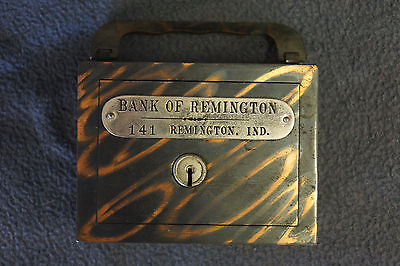 BANK OF REMINGTON
141 REMINGTON, IND.